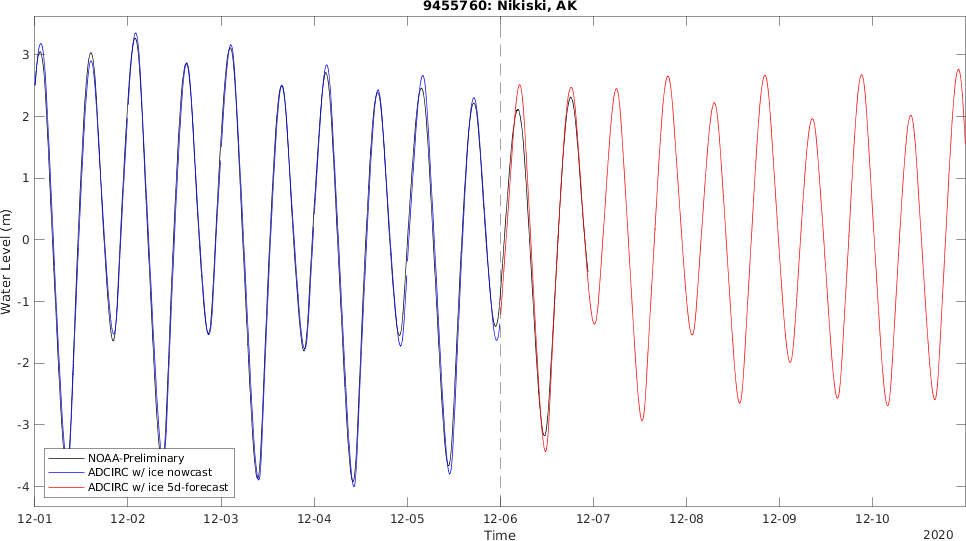 9455760: Nikiski, AK
3
2
1
0
-1
-2
-3
-4
Water Level (m)
NOAA-Preliminary
ADCIRC w/ ice nowcast
ADCIRC w/ ice 5d-forecast
12-01 12-02 12-03 12-04 12-05 12-06 12-07 12-08 12-09 12-10
Time
2020